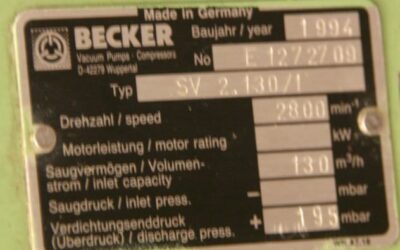 Made in Germany
BECKER
Vacuum Pumps · Compressors
D-42279 Wuppertal
Baujahr / year 1994
No E 1272709
Typ SV 2.130/1
Drehzahl / speed 2800 min⁻¹
Motorleistung / motor rating kW
Saugvermögen / Volumen-
strom / inlet capacity 130 m³/h
Saugdruck / inlet press. − mbar
Verdichtungsenddruck
(Überdruck) / discharge press. + 195 mbar